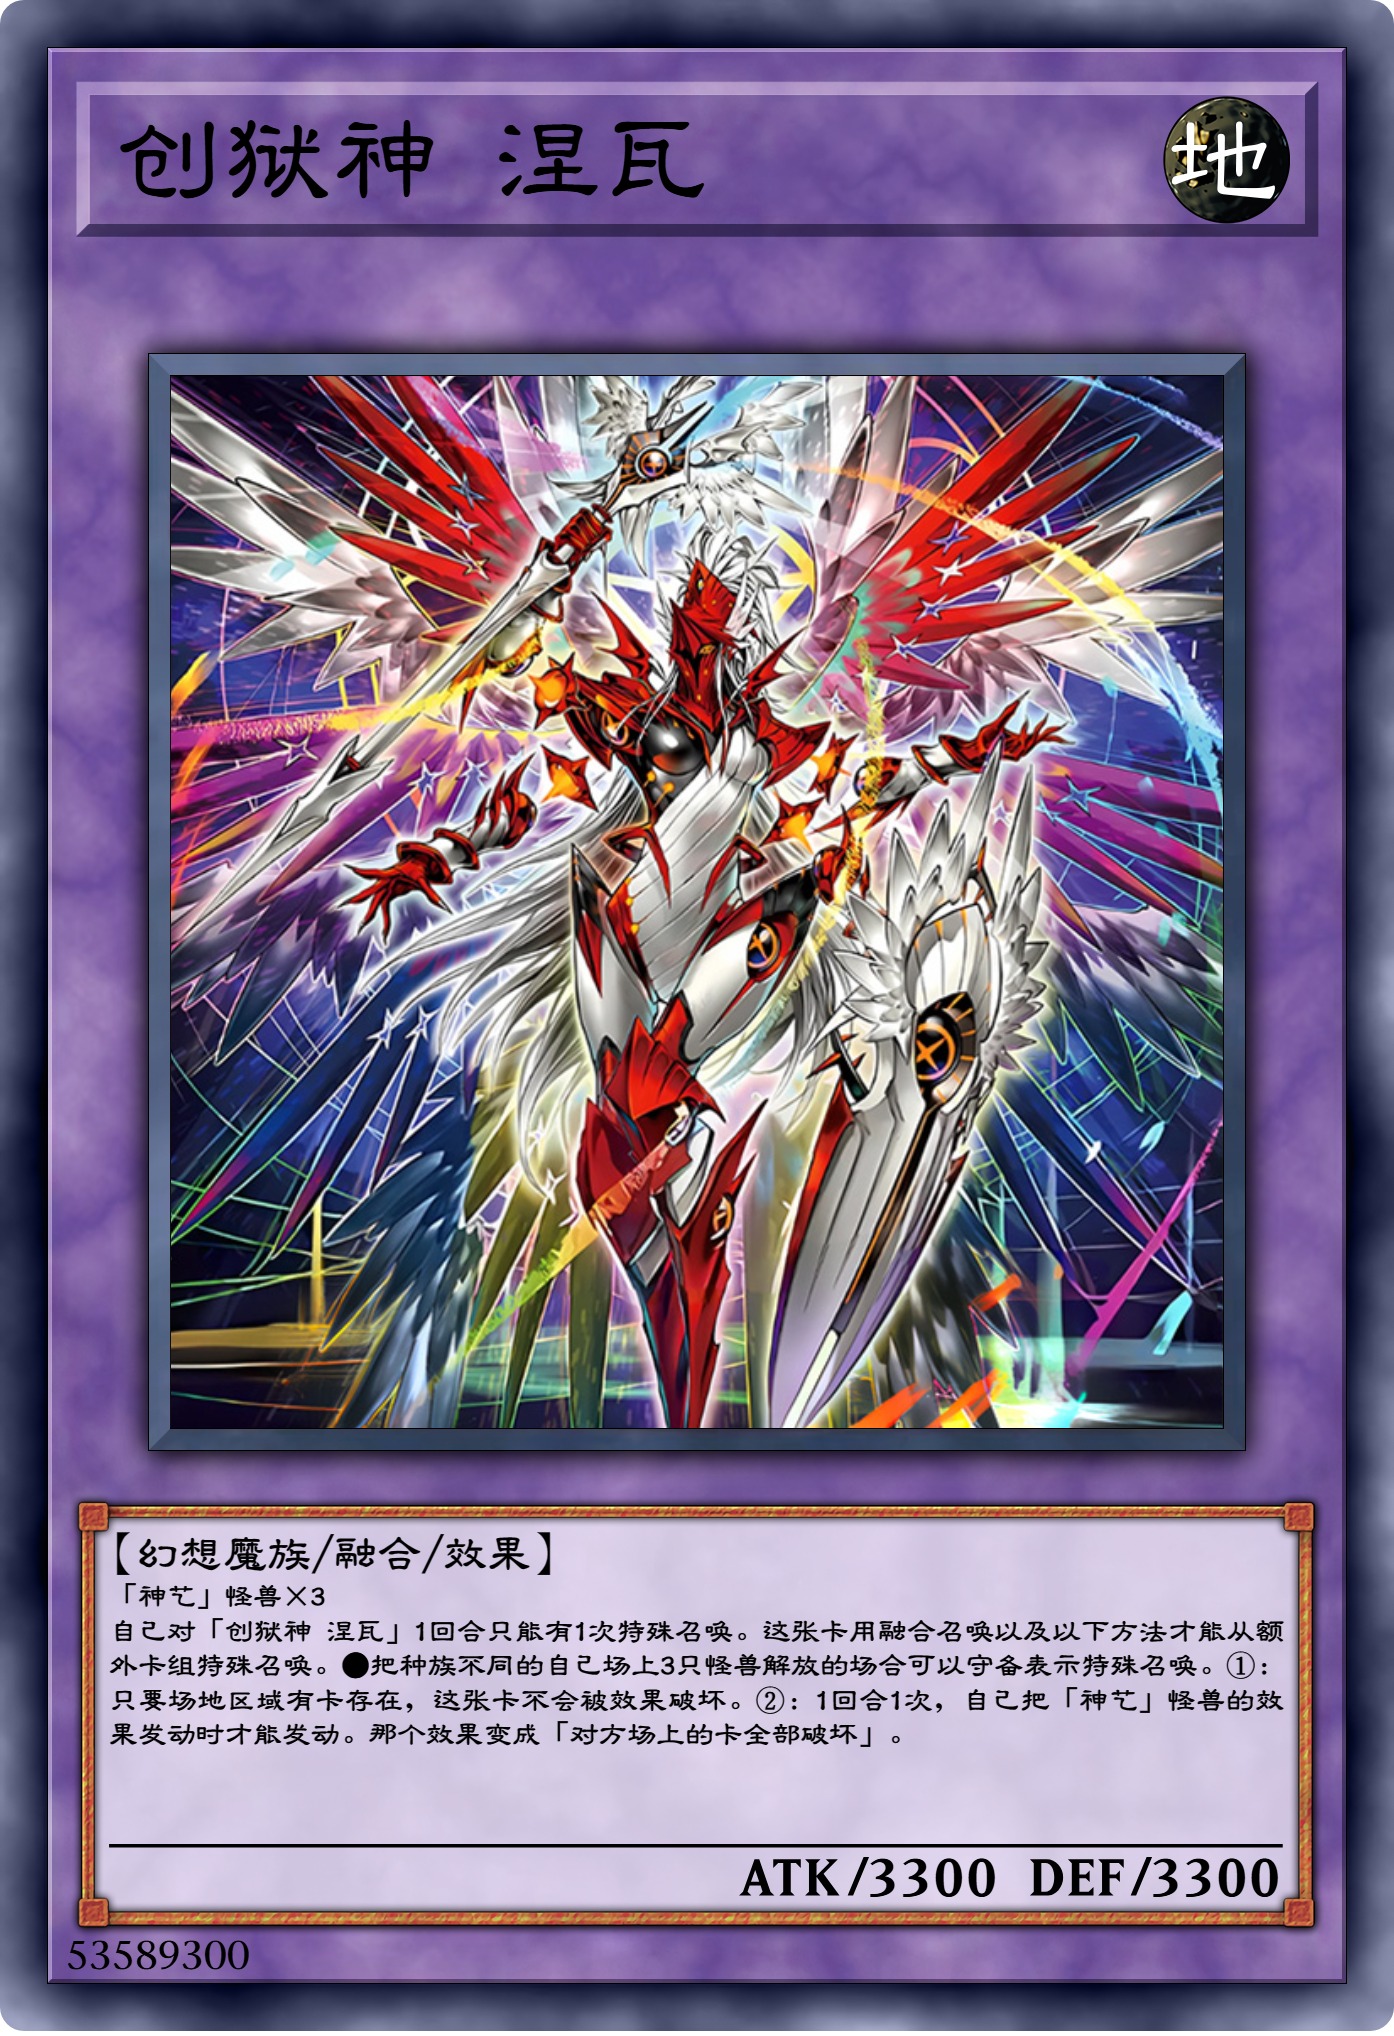 创狱神 涅瓦
地
【幻想魔族/融合/效果】
「神艺」怪兽×3
自己对「创狱神 涅瓦」1回合只能有1次特殊召唤。这张卡用融合召唤以及以下方法才能从额
外卡组特殊召唤。●把种族不同的自己场上3只怪兽解放的场合可以守备表示特殊召唤。①:
只要场地区域有卡存在，这张卡不会被效果破坏。②：1回合1次，自己把「神艺」怪兽的效
果发动时才能发动。那个效果变成「对方场上的卡全部破坏」。
ATK/3300 DEF/3300
53589300